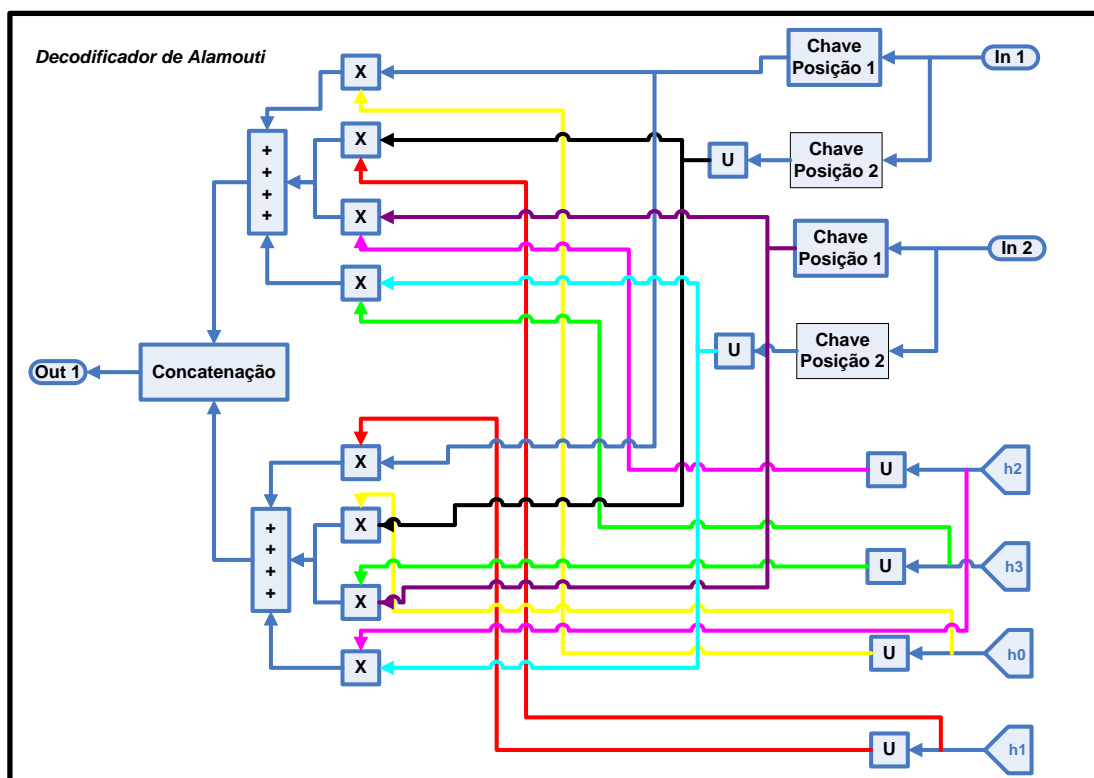 Decodificador de Alamouti
X
Chave
Posição 1
In 1
+
+
+
+
X
U
Chave
Posição 2
X
Chave
Posição 1
In 2
X
U
Chave
Posição 2
Out 1
Concatenação
X
U
h2
+
+
+
+
X
U
h3
X
X
U
h0
U
h1